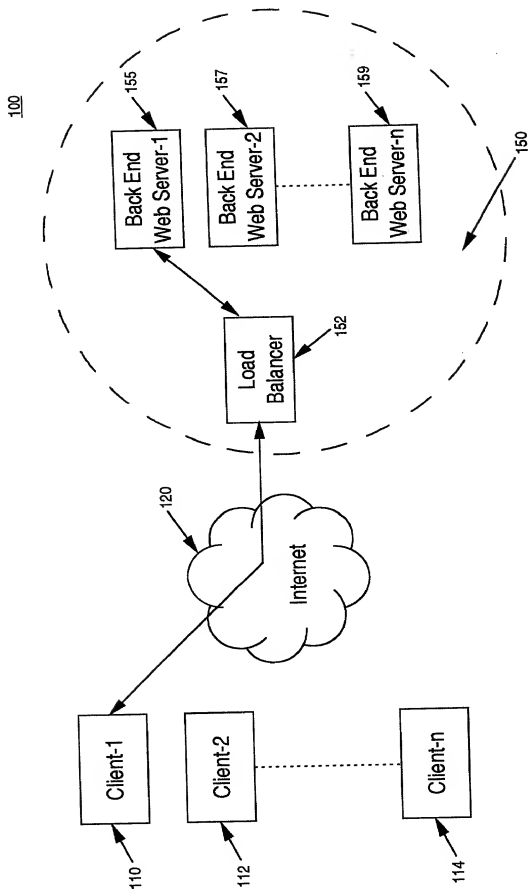 100
110
Client-1
112
Client-2
114
Client-n
120
Internet
Load
Balancer
152
Back End
Web Server-1
155
Back End
Web Server-2
157
Back End
Web Server-n
159
150